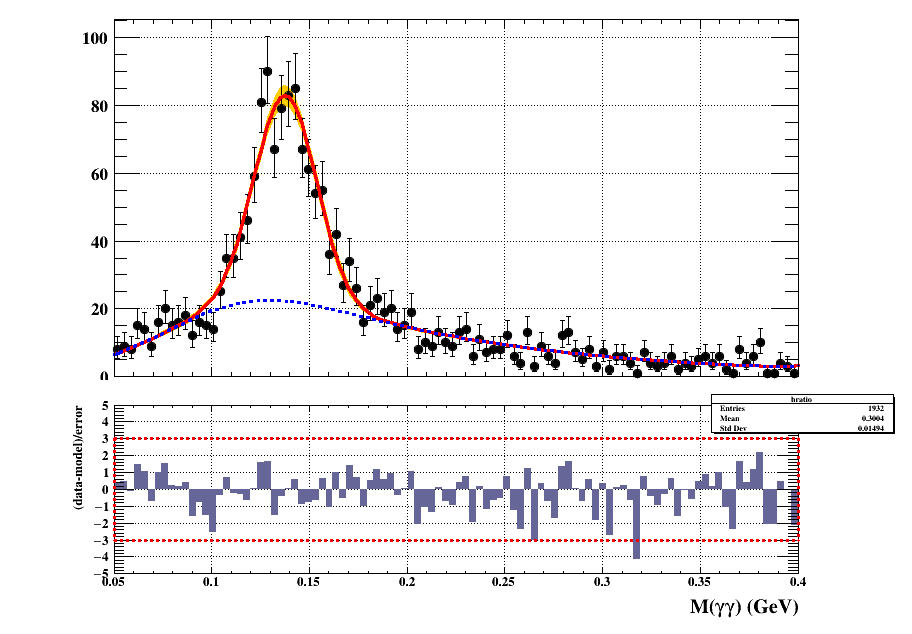 100
80
60
40
20
0
hratio
Entries 1932
Mean 0.3004
Std Dev 0.01494
(data-model)/error
5
4
3
2
1
0
−1
−2
−3
−4
−5
0.05 0.1 0.15 0.2 0.25 0.3 0.35 0.4
M(γγ) (GeV)